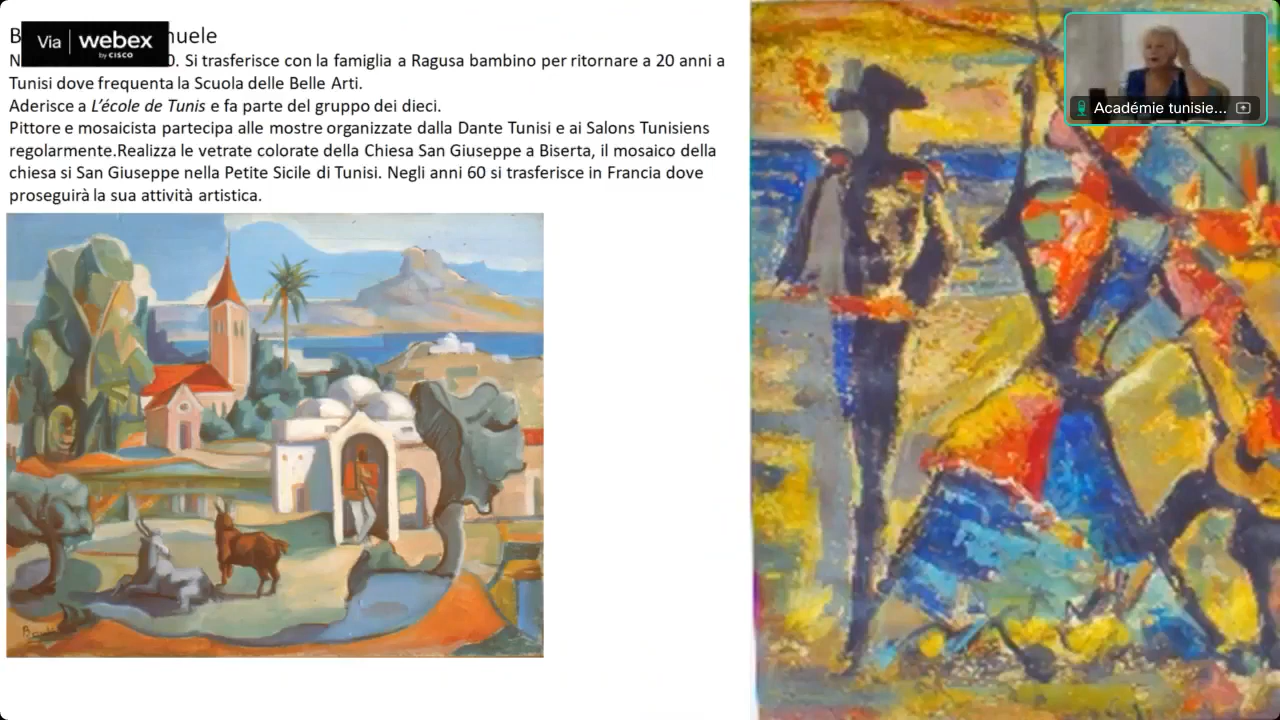 Via webex
by CISCO
nuele
0. Si trasferisce con la famiglia a Ragusa bambino per ritornare a 20 anni a
Tunisi dove frequenta la Scuola delle Belle Arti.
Aderisce a L’école de Tunis e fa parte del gruppo dei dieci.
Pittore e mosaicista partecipa alle mostre organizzate dalla Dante Tunisi e ai Salons Tunisiens
regolarmente.Realizza le vetrate colorate della Chiesa San Giuseppe a Biserta, il mosaico della
chiesa si San Giuseppe nella Petite Sicile di Tunisi. Negli anni 60 si trasferisce in Francia dove
proseguirà la sua attività artistica.
Académie tunisie...